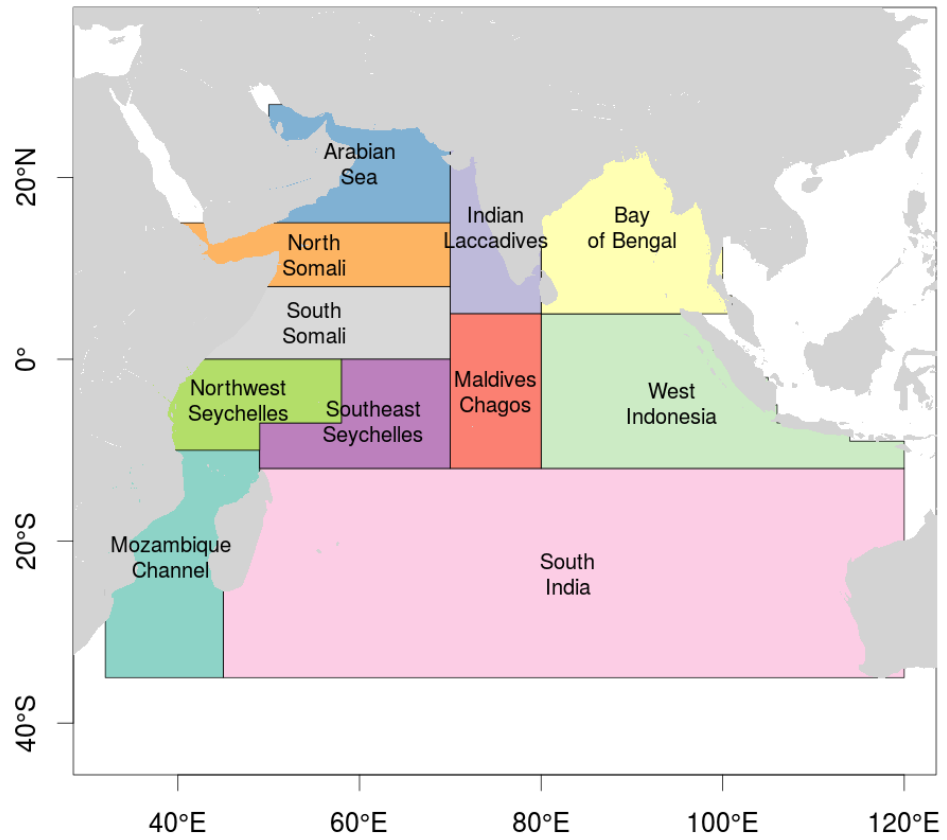 Arabian
Sea
North
Somali
South
Somali
Indian
Laccadives
Bay
of Bengal
Northwest
Seychelles
Southeast
Seychelles
Maldives
Chagos
West
Indonesia
Mozambique
Channel
South
India
20°N
0°
20°S
40°S
40°E
60°E
80°E
100°E
120°E